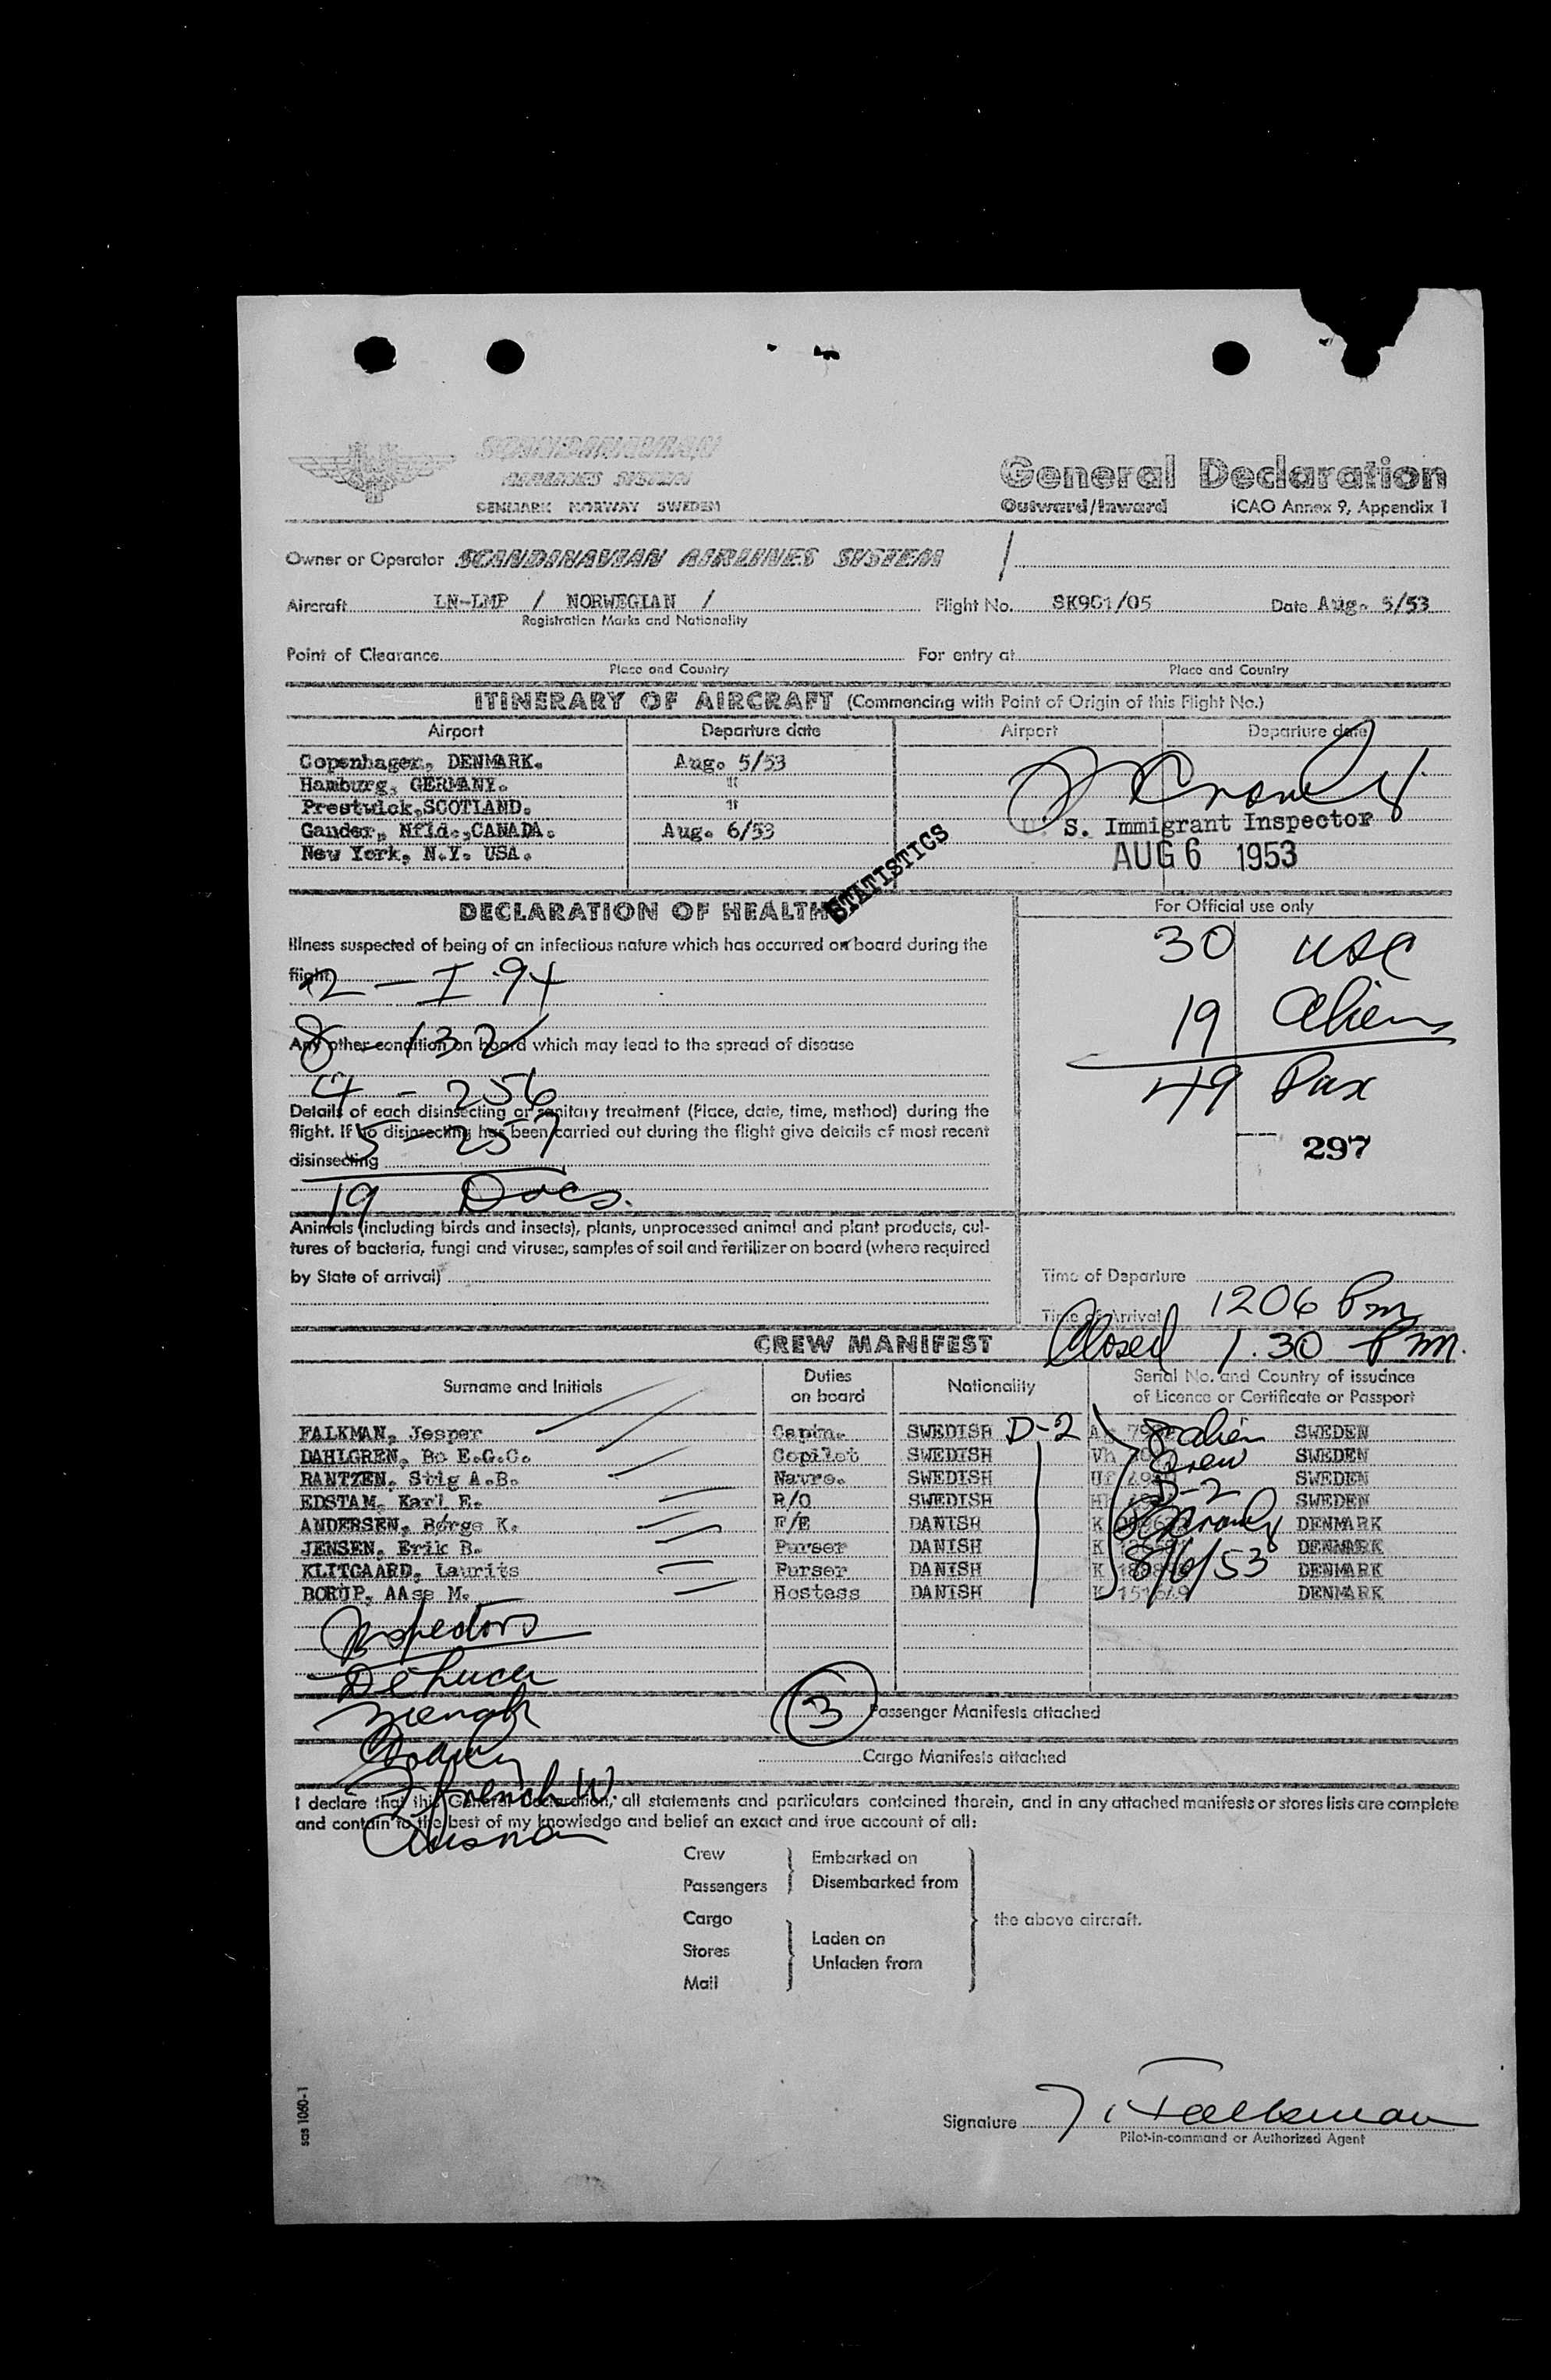 SCANDINAVIAN
AIRLINES SYSTEM
DENMARK NORWAY SWEDEN
General Declaration
Outward/Inward ICAO Annex 9, Appendix 1
Owner or Operator SCANDINAVIAN AIRLINES SYSTEM /
Aircraft LN-LMP / NORWEGIAN / Flight No. SK901/05 Date Aug. 5/53
Registration Marks and Nationality
Point of Clearance For entry at
Place and Country Place and Country
ITINERARY OF AIRCRAFT (Commencing with Point of Origin of this Flight No.)
Airport Departure date Airport Departure date
Copenhagen, DENMARK. Aug. 5/53
Hamburg, GERMANY. "
Prestwick,SCOTLAND. "
Gander, Nfld.,CANADA. Aug. 6/53
New York, N.Y. USA.
U. S. Immigrant Inspector
AUG 6 1953
STATISTICS
DECLARATION OF HEALTH
For Official use only
Illness suspected of being of an infectious nature which has occurred on board during the
flight
2 - I 94
Any other condition on board which may lead to the spread of disease
8 - 132
4 - 256
Details of each disinsecting or sanitary treatment (Place, date, time, method) during the
flight. If no disinsecting has been carried out during the flight give details of most recent
disinsecting
5 - 257
19 Docs.
30 USC
19 Aliens
49 Pax
297
Animals (including birds and insects), plants, unprocessed animal and plant products, cul-
tures of bacteria, fungi and viruses, samples of soil and fertilizer on board (where required
by State of arrival)
Time of Departure
Time of Arrival 1206 Pm
Closed 1.30 Pm.
CREW MANIFEST
Surname and Initials Duties on board Nationality Serial No. and Country of issuance of Licence or Certificate or Passport
FALKMAN, Jesper Captn. SWEDISH D-2 SWEDEN
DAHLGREN, Bo E.G.C. Copilot SWEDISH Vh SWEDEN
RANTZEN, Stig A.B. Navro. SWEDISH Uf SWEDEN
EDSTAM, Karl E. R/O SWEDISH SWEDEN
ANDERSEN, Børge K. F/E DANISH K DENMARK
JENSEN, Erik B. Purser DANISH K DENMARK
KLITGAARD, Laurits Purser DANISH K DENMARK
BORUP, AAse M. Hostess DANISH K DENMARK
8 alien
Crew
D-2
8/6/53
Inspectors
DeLuca
French W.
3 Passenger Manifests attached
Cargo Manifests attached
I declare that this General Declaration, all statements and particulars contained therein, and in any attached manifests or stores lists are complete
and contain to the best of my knowledge and belief an exact and true account of all:
Crew
Passengers
Embarked on
Disembarked from
Cargo
Stores
Mail
Laden on
Unladen from
the above aircraft.
Signature J. Falkman
Pilot-in-command or Authorized Agent
sas 1060-1